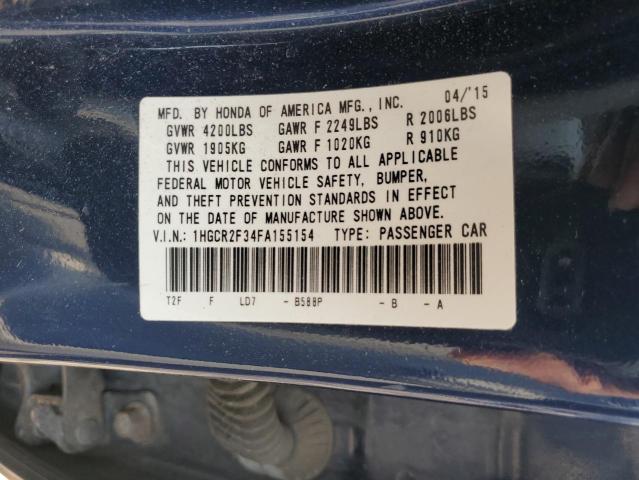 MFD. BY HONDA OF AMERICA MFG., INC. 04/'15
GVWR 4200LBS GAWR F 2249LBS R 2006LBS
GVWR 1905KG GAWR F 1020KG R 910KG
THIS VEHICLE CONFORMS TO ALL APPLICABLE
FEDERAL MOTOR VEHICLE SAFETY, BUMPER,
AND THEFT PREVENTION STANDARDS IN EFFECT
ON THE DATE OF MANUFACTURE SHOWN ABOVE.
V.I.N.: 1HGCR2F34FA155154 TYPE: PASSENGER CAR
T2F F LD7 -B588P -B -A